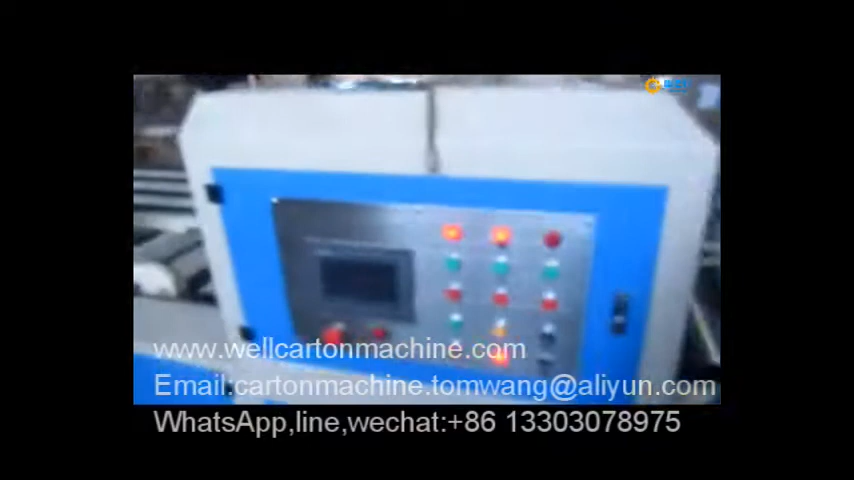 www.wellcartonmachine.com
Email:cartonmachine.tomwang@aliyun.com
WhatsApp,line,wechat:+86 13303078975